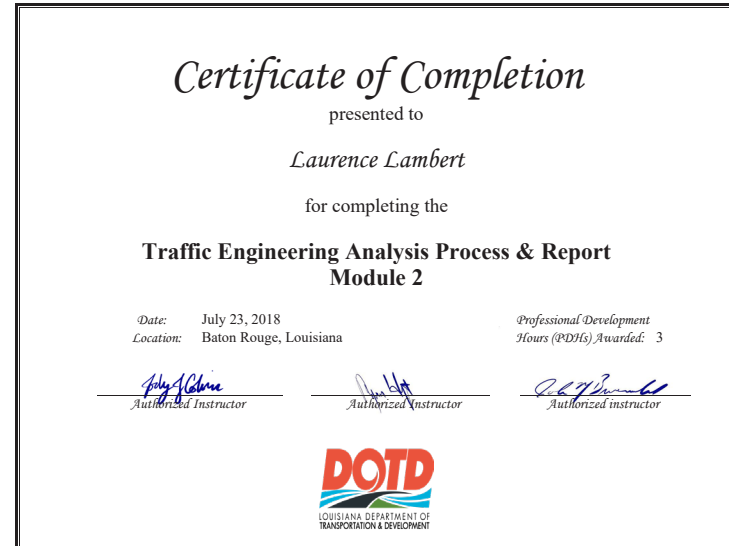 Certificate of Completion
presented to
Laurence Lambert
for completing the
Traffic Engineering Analysis Process & Report
Module 2
Date: July 23, 2018
Location: Baton Rouge, Louisiana
Professional Development
Hours (PDHs) Awarded: 3
Authorized Instructor
Authorized Instructor
Authorized instructor
DOTD
LOUISIANA DEPARTMENT OF
TRANSPORTATION & DEVELOPMENT